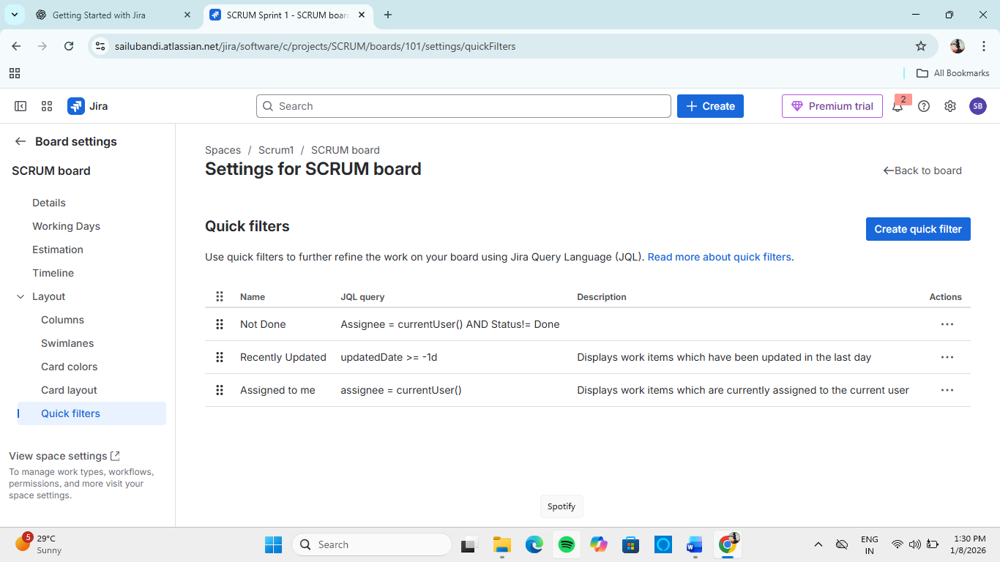 Getting Started with Jira
SCRUM Sprint 1 - SCRUM board
sailubandi.atlassian.net/jira/software/c/projects/SCRUM/boards/101/settings/quickFilters
All Bookmarks
Jira
Search
Create
Premium trial
2
SB
Board settings
SCRUM board
Details
Working Days
Estimation
Timeline
Layout
Columns
Swimlanes
Card colors
Card layout
Quick filters
View space settings
To manage work types, workflows,
permissions, and more visit your
space settings.
Spaces / Scrum1 / SCRUM board
Settings for SCRUM board
Back to board
Quick filters
Create quick filter
Use quick filters to further refine the work on your board using Jira Query Language (JQL). Read more about quick filters.
Name JQL query Description Actions
Not Done Assignee = currentUser() AND Status!= Done
Recently Updated updatedDate >= -1d Displays work items which have been updated in the last day
Assigned to me assignee = currentUser() Displays work items which are currently assigned to the current user
Spotify
5
29°C
Sunny
Search
ENG
IN
1:30 PM
1/8/2026